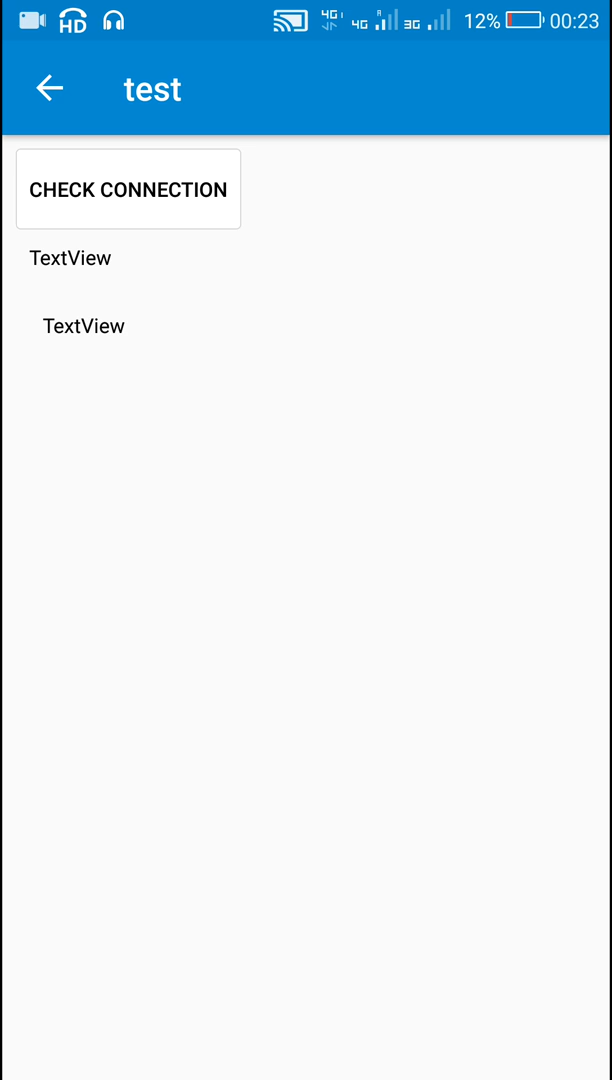 HD 4G 4G R 3G 12% 00:23
test
CHECK CONNECTION
TextView
TextView